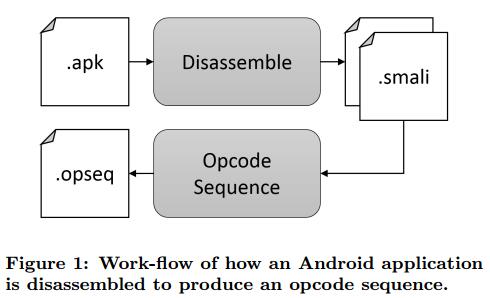 .apk
Disassemble
.smali
.opseq
Opcode
Sequence
Figure 1: Work-flow of how an Android application
is disassembled to produce an opcode sequence.